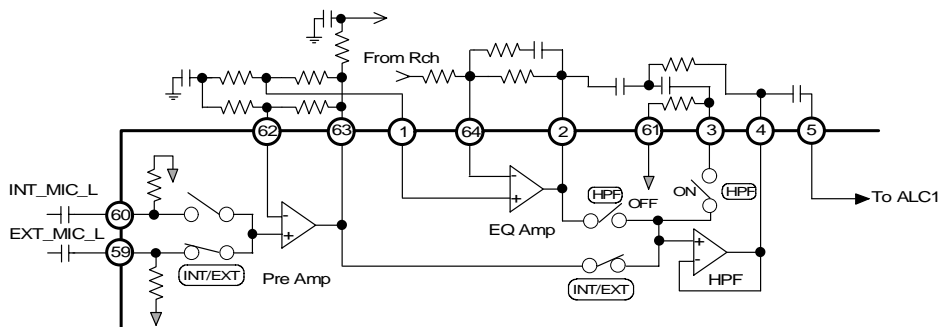 From Rch
62
63
1
64
2
61
3
4
5
INT_MIC_L
60
EXT_MIC_L
59
INT/EXT
-
+
Pre Amp
-
+
EQ Amp
HPF
OFF
ON
HPF
INT/EXT
+
-
HPF
To ALC1